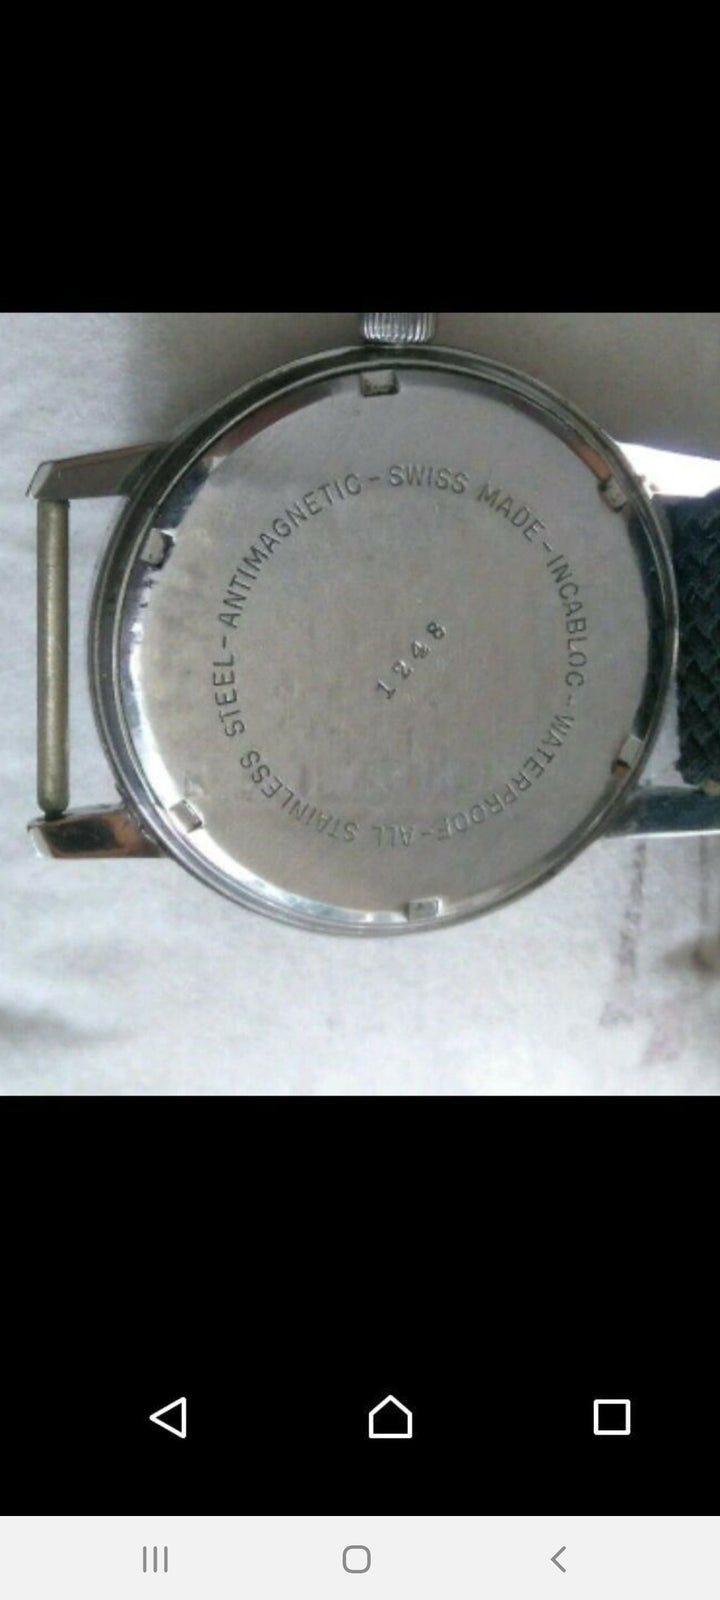 SWISS MADE - INCABLOC - WATERPROOF - ALL STAINLESS STEEL - ANTIMAGNETIC -
1248